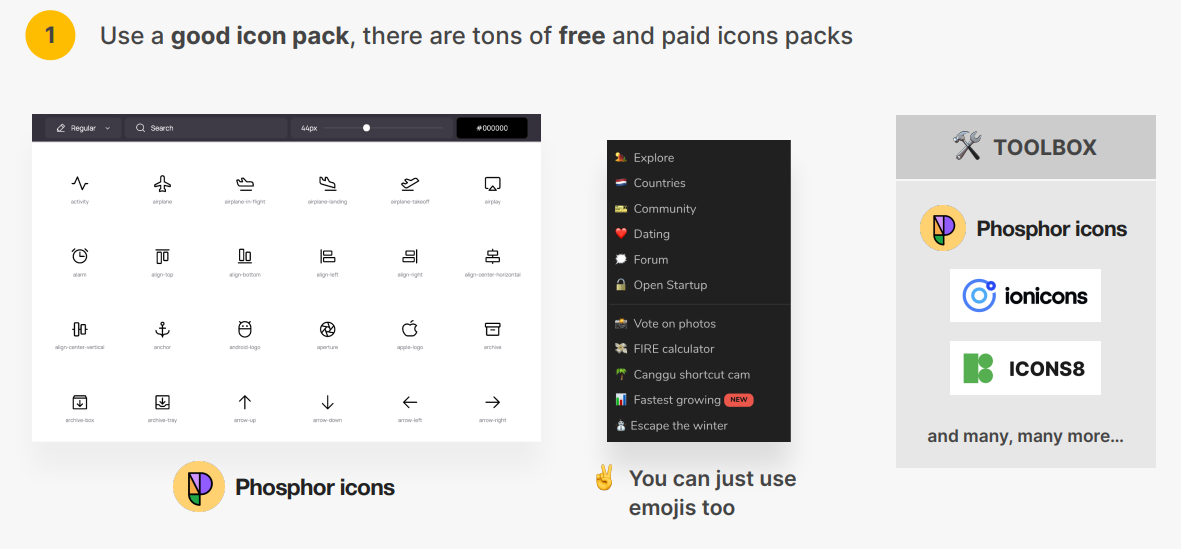 1
Use a good icon pack, there are tons of free and paid icons packs
Regular
Search
44px
#000000
activity
airplane
airplane-in-flight
airplane-landing
airplane-takeoff
airplay
alarm
align-top
align-bottom
align-left
align-right
align-center-horizontal
align-center-vertical
anchor
android-logo
aperture
apple-logo
archive
archive-box
archive-tray
arrow-up
arrow-down
arrow-left
arrow-right
Phosphor icons
Explore
Countries
Community
Dating
Forum
Open Startup
Vote on photos
FIRE calculator
Canggu shortcut cam
Fastest growing NEW
Escape the winter
✌️ You can just use
emojis too
TOOLBOX
Phosphor icons
ionicons
ICONS8
and many, many more...